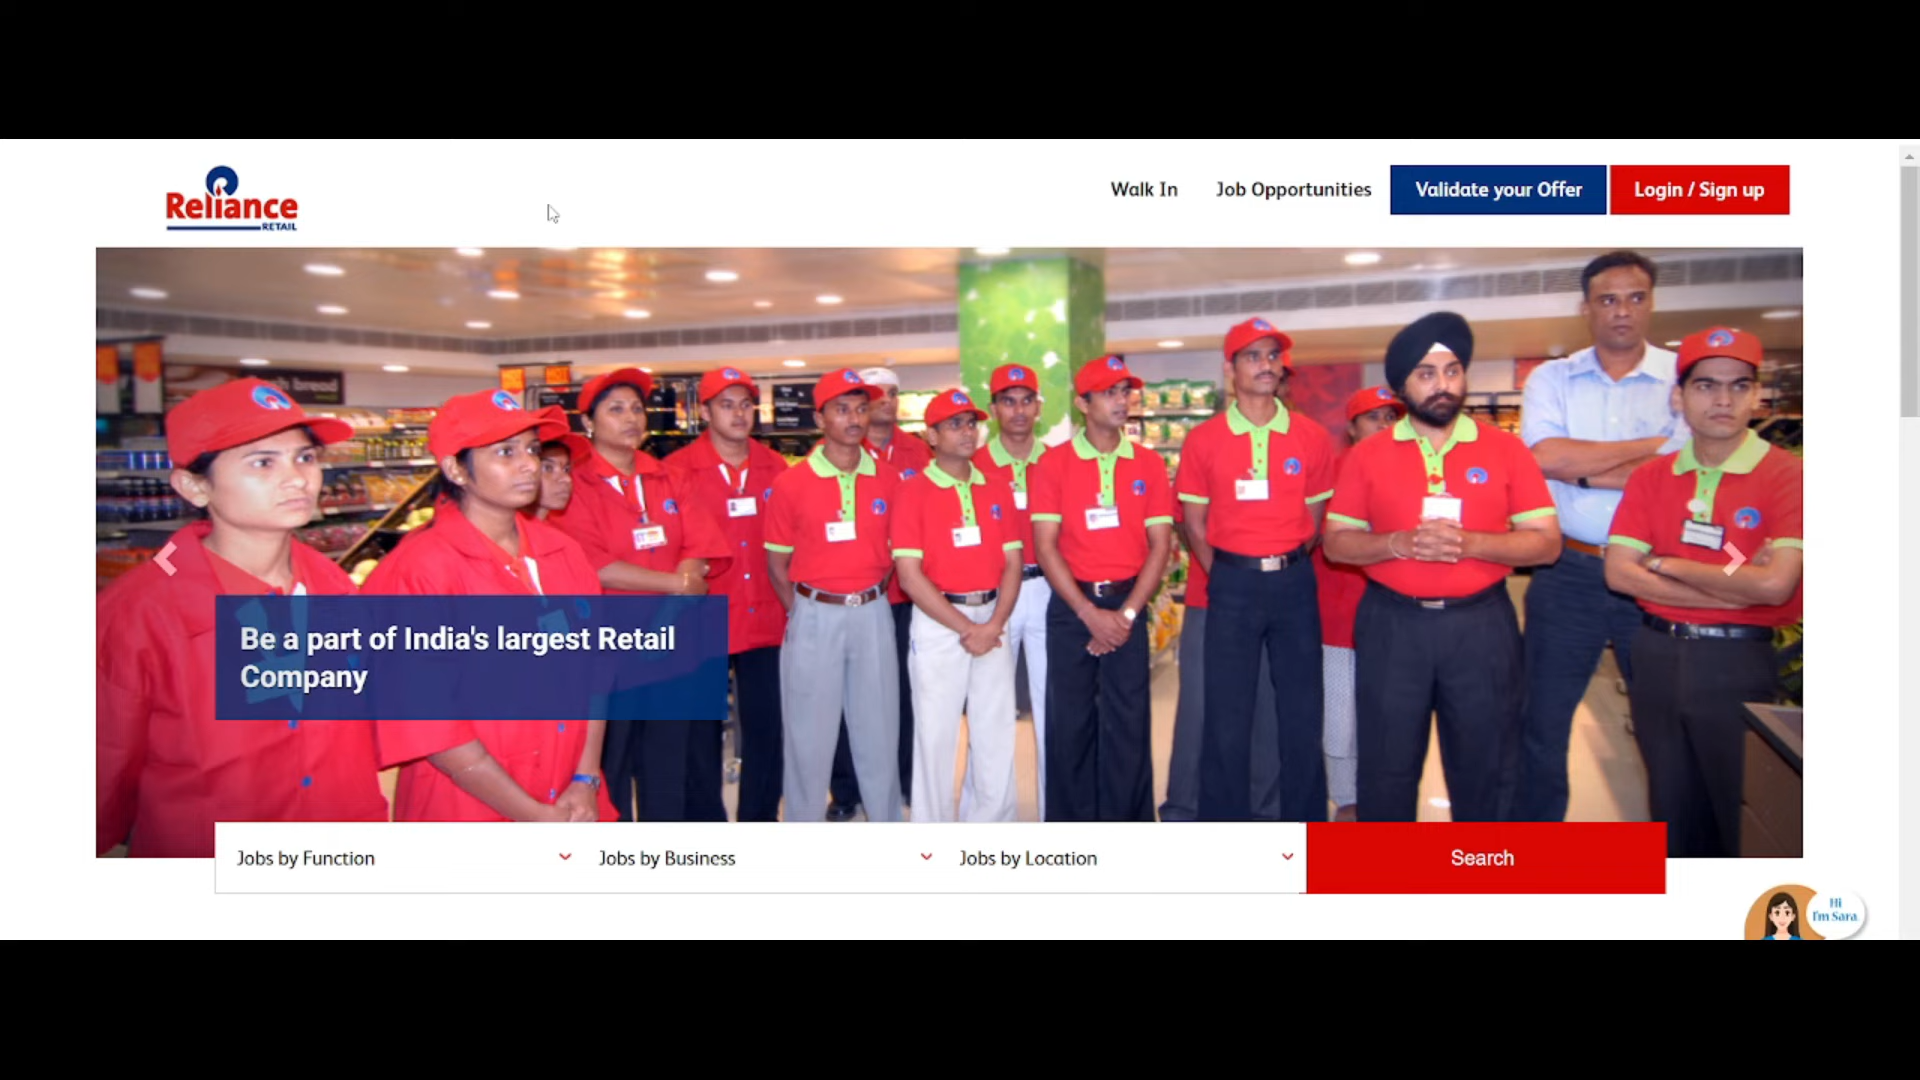 Reliance
RETAIL
Walk In
Job Opportunities
Validate your Offer
Login / Sign up
Be a part of India's largest Retail
Company
Jobs by Function
Jobs by Business
Jobs by Location
Search
Hi
I'm Sara